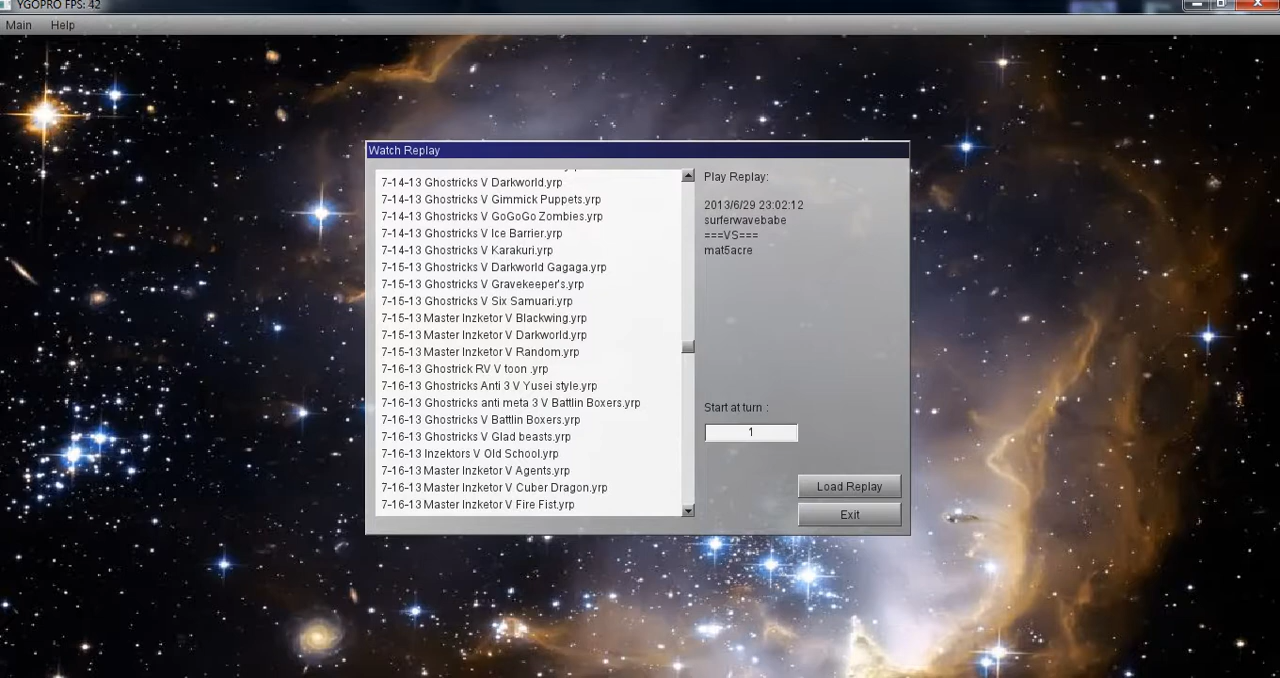 YGOPRO FPS: 42
Main Help
Watch Replay
7-14-13 Ghostricks V Darkworld.yrp
7-14-13 Ghostricks V Gimmick Puppets.yrp
7-14-13 Ghostricks V GoGoGo Zombies.yrp
7-14-13 Ghostricks V Ice Barrier.yrp
7-14-13 Ghostricks V Karakuri.yrp
7-15-13 Ghostricks V Darkworld Gagaga.yrp
7-15-13 Ghostricks V Gravekeeper's.yrp
7-15-13 Ghostricks V Six Samuari.yrp
7-15-13 Master Inzketor V Blackwing.yrp
7-15-13 Master Inzketor V Darkworld.yrp
7-15-13 Master Inzketor V Random.yrp
7-16-13 Ghostrick RV V toon .yrp
7-16-13 Ghostricks Anti 3 V Yusei style.yrp
7-16-13 Ghostricks anti meta 3 V Battlin Boxers.yrp
7-16-13 Ghostricks V Battlin Boxers.yrp
7-16-13 Ghostricks V Glad beasts.yrp
7-16-13 Inzektors V Old School.yrp
7-16-13 Master Inzketor V Agents.yrp
7-16-13 Master Inzketor V Cuber Dragon.yrp
7-16-13 Master Inzketor V Fire Fist.yrp
Play Replay:
2013/6/29 23:02:12
surferwavebabe
===VS===
mat5acre
Start at turn :
1
Load Replay
Exit